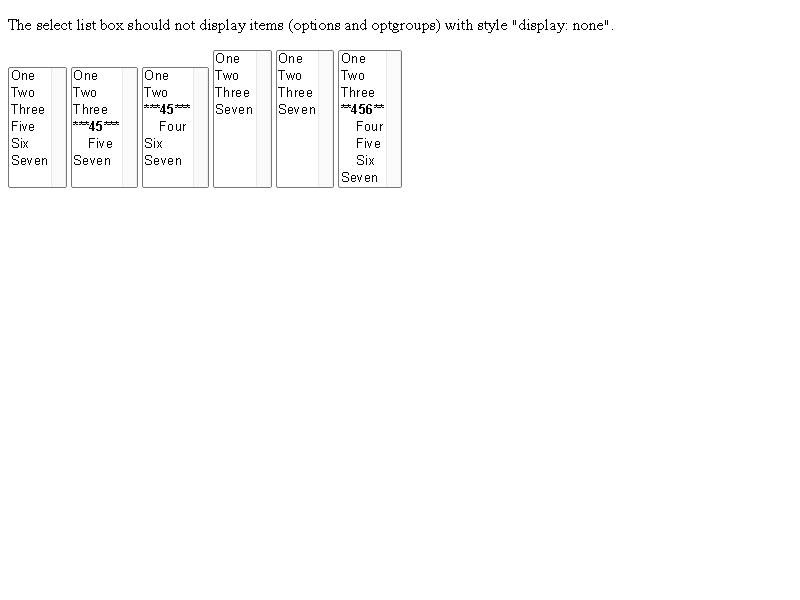 The select list box should not display items (options and optgroups) with style "display: none".
One
Two
Three
Five
Six
Seven
One
Two
Three
***45***
Five
Seven
One
Two
***45***
Four
Six
Seven
One
Two
Three
Seven
One
Two
Three
Seven
One
Two
Three
**456**
Four
Five
Six
Seven